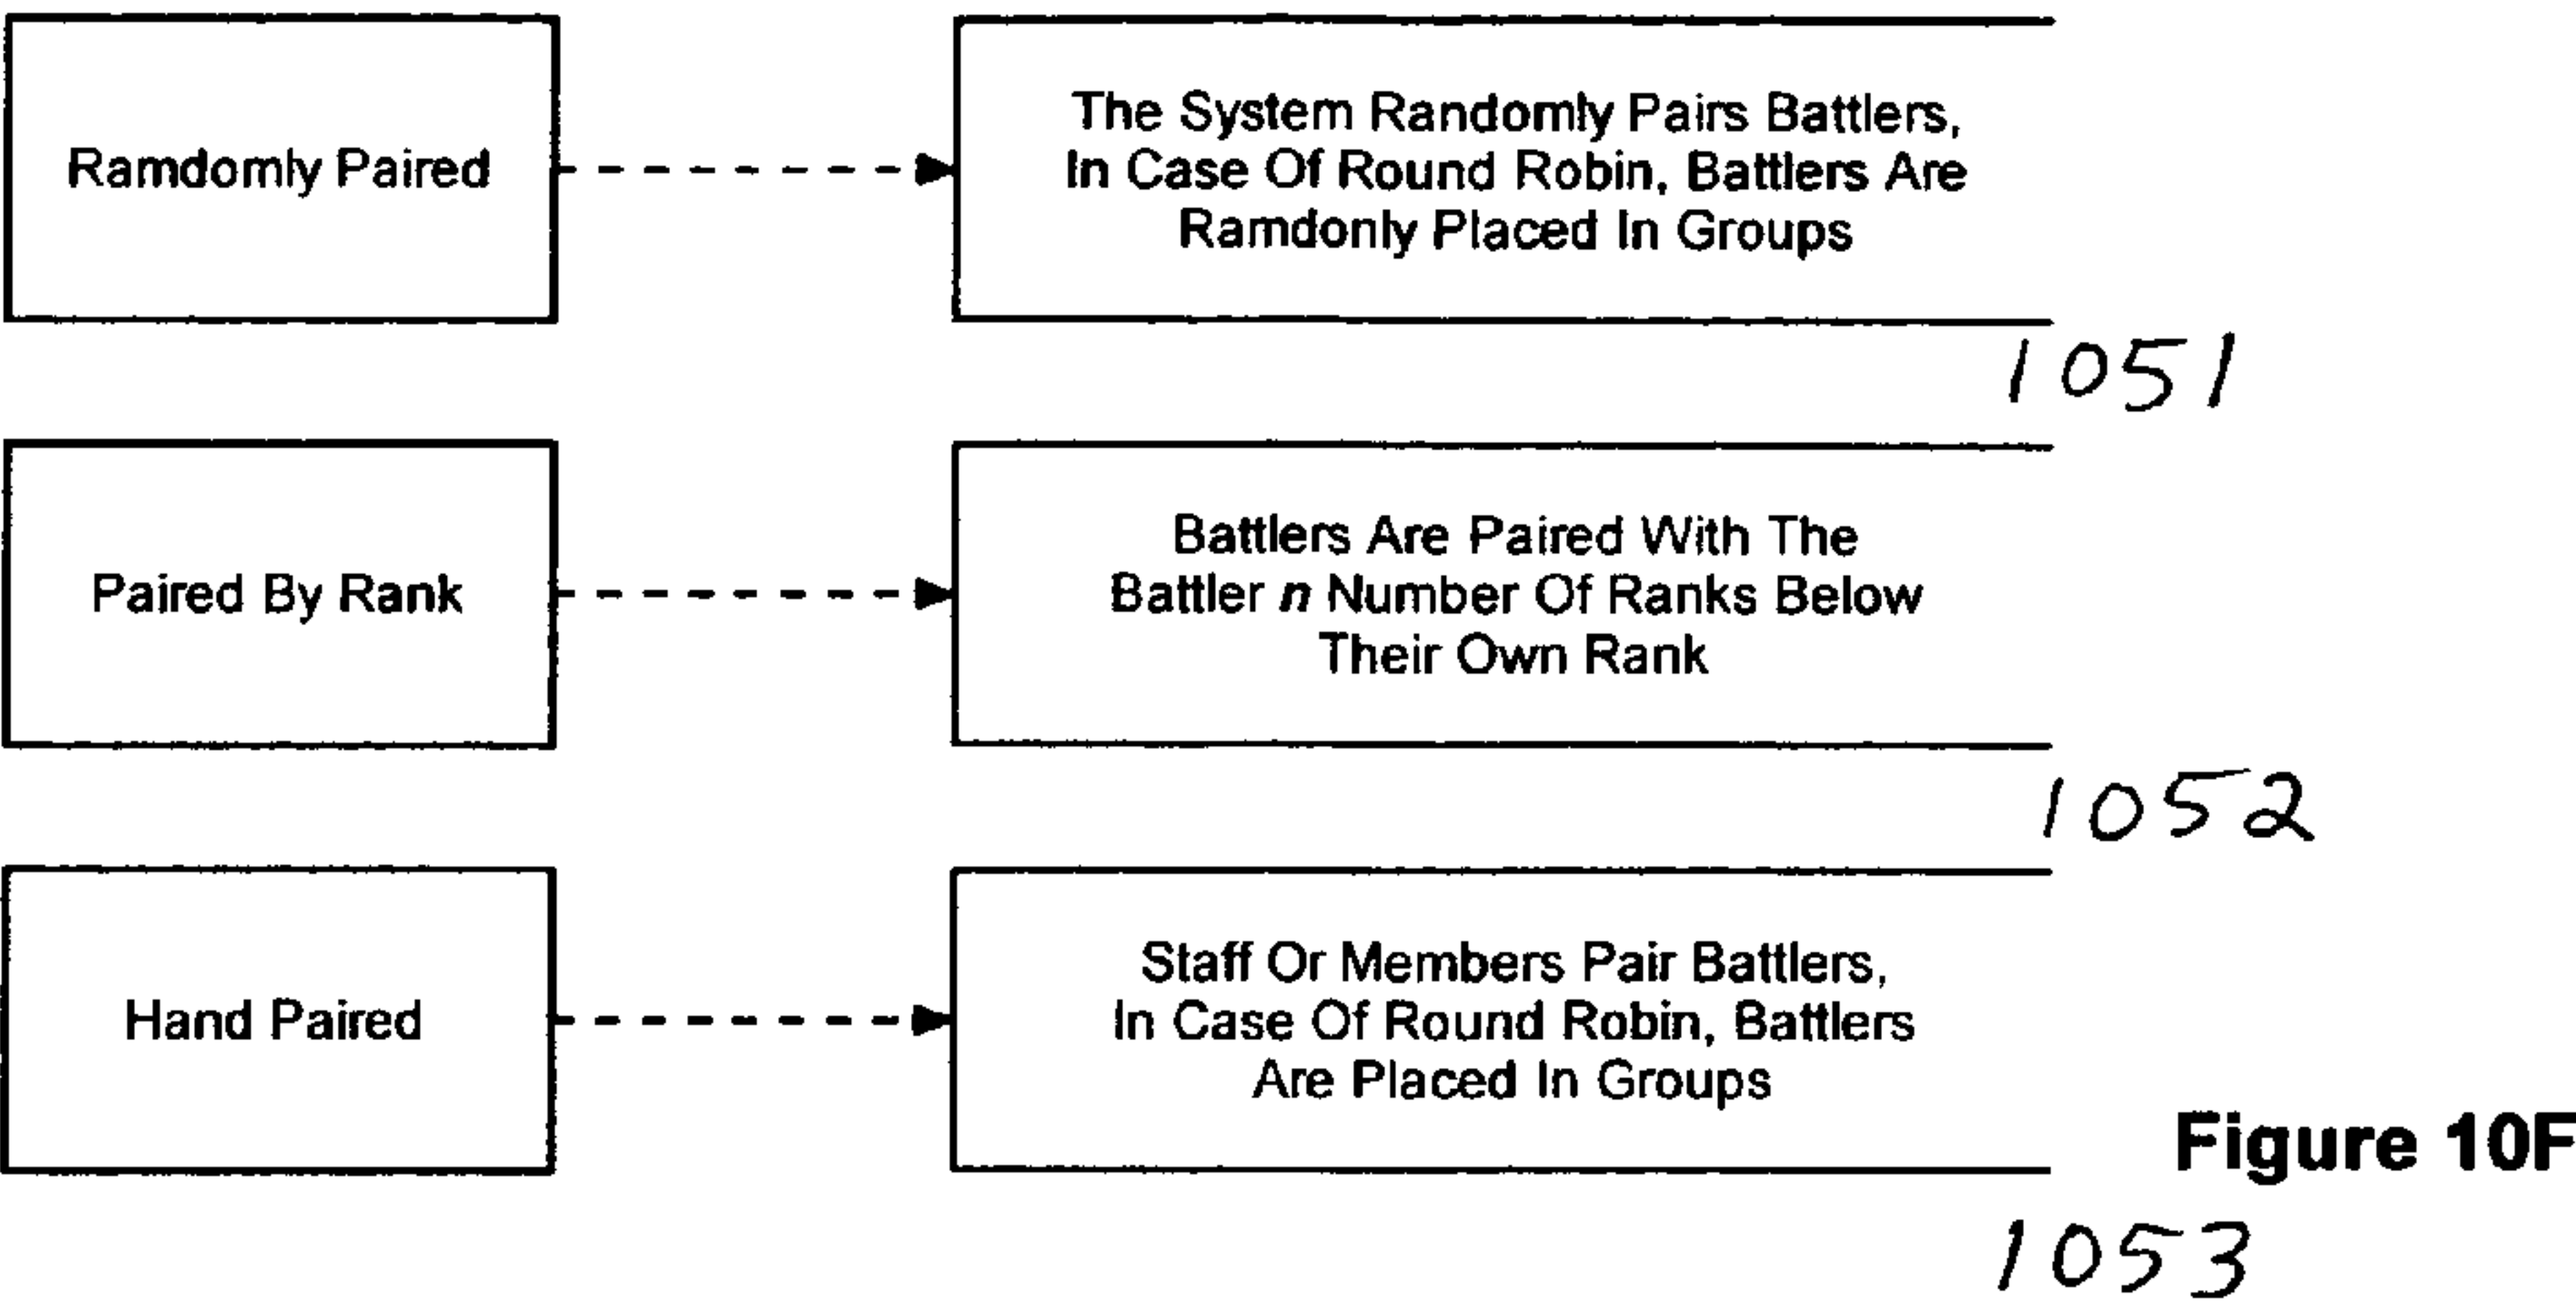 Ramdomly Paired
The System Randomly Pairs Battlers,
In Case Of Round Robin, Battlers Are
Ramdonly Placed In Groups
1051
Paired By Rank
Battlers Are Paired With The
Battler n Number Of Ranks Below
Their Own Rank
1052
Hand Paired
Staff Or Members Pair Battlers,
In Case Of Round Robin, Battlers
Are Placed In Groups
Figure 10F
1053